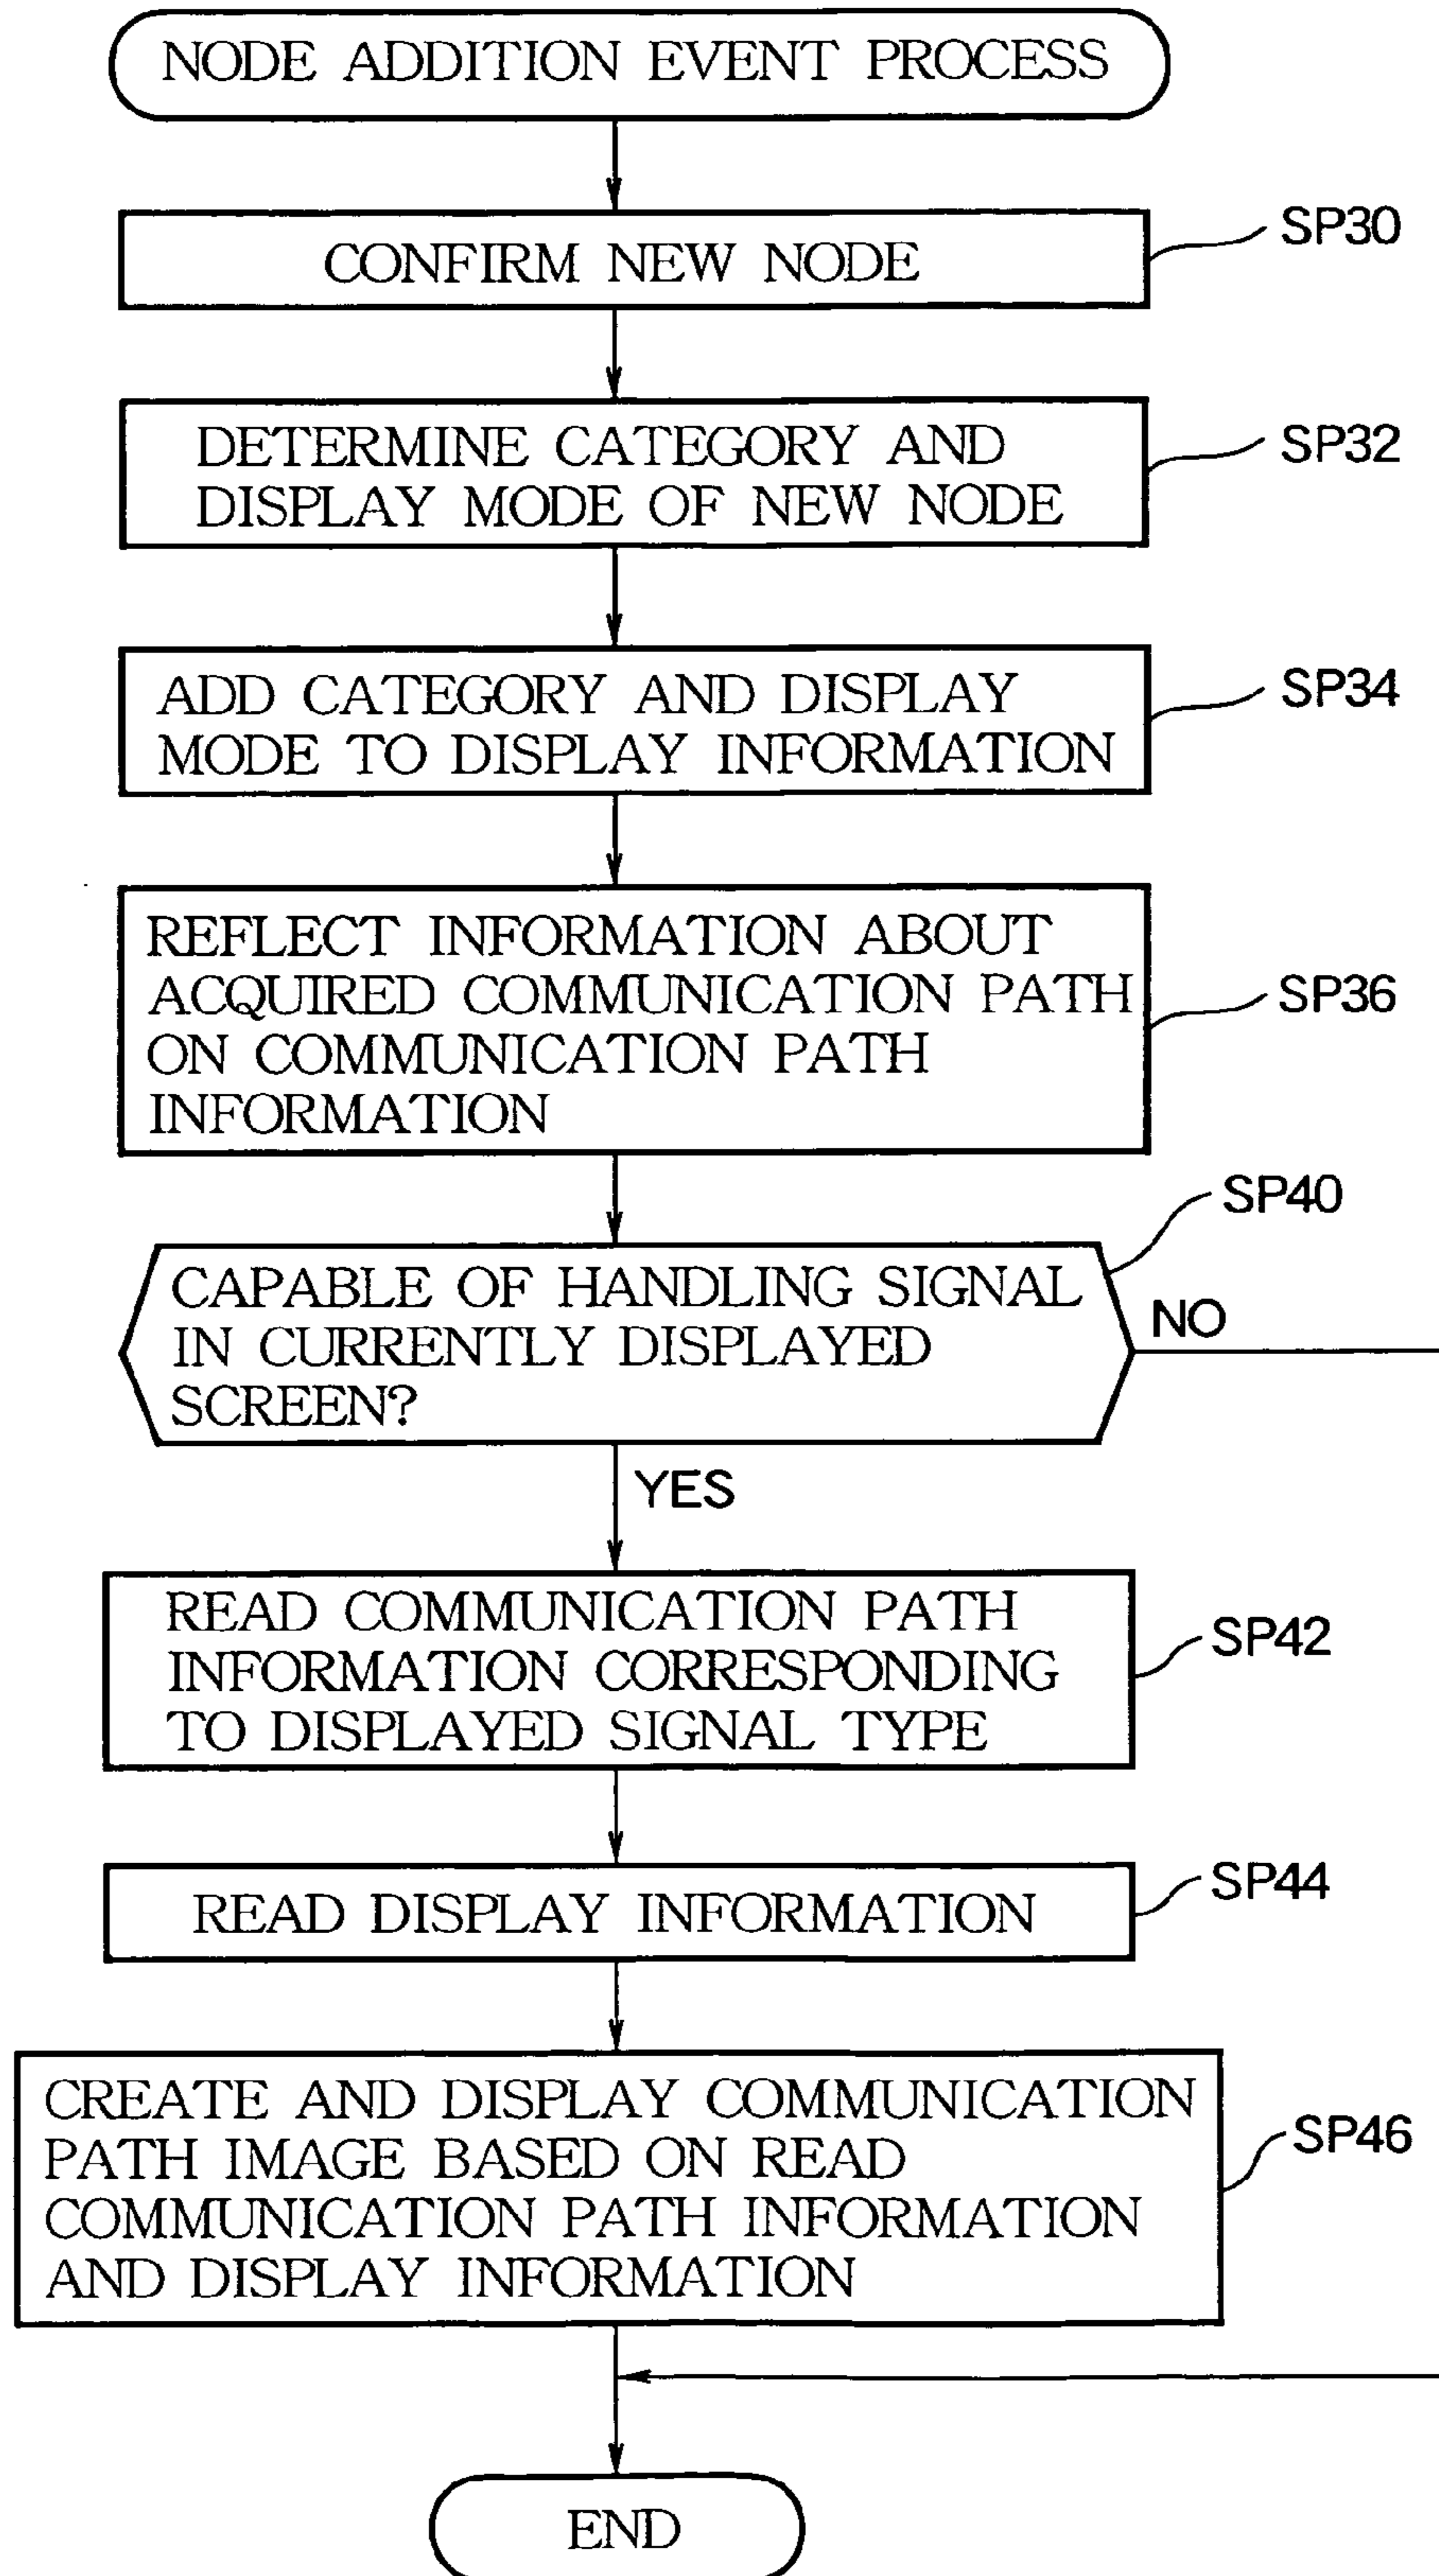 NODE ADDITION EVENT PROCESS
CONFIRM NEW NODE
SP30
DETERMINE CATEGORY AND
DISPLAY MODE OF NEW NODE
SP32
ADD CATEGORY AND DISPLAY
MODE TO DISPLAY INFORMATION
SP34
REFLECT INFORMATION ABOUT
ACQUIRED COMMUNICATION PATH
ON COMMUNICATION PATH
INFORMATION
SP36
SP40
CAPABLE OF HANDLING SIGNAL
IN CURRENTLY DISPLAYED
SCREEN?
NO
YES
READ COMMUNICATION PATH
INFORMATION CORRESPONDING
TO DISPLAYED SIGNAL TYPE
SP42
READ DISPLAY INFORMATION
SP44
CREATE AND DISPLAY COMMUNICATION
PATH IMAGE BASED ON READ
COMMUNICATION PATH INFORMATION
AND DISPLAY INFORMATION
SP46
END